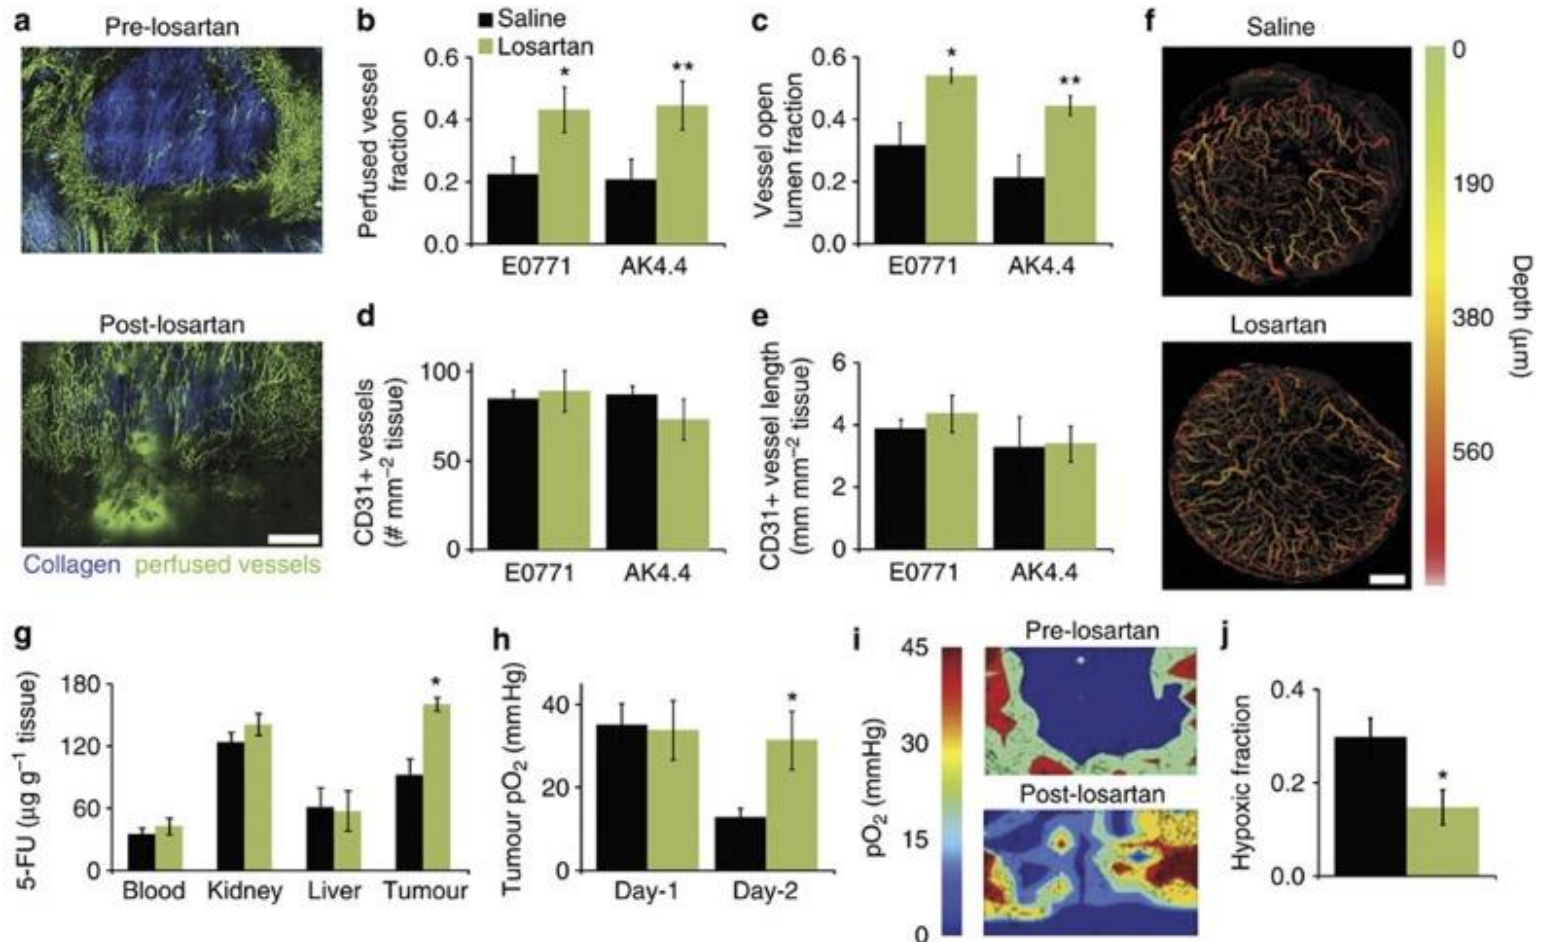 a
Pre-losartan
Post-losartan
Collagen perfused vessels
b
Saline
Losartan
Perfused vessel
fraction
0.6
0.4
0.2
0.0
*
**
E0771
AK4.4
c
Vessel open
lumen fraction
0.6
0.4
0.2
0.0
*
**
E0771
AK4.4
d
CD31+ vessels
(# mm−2 tissue)
100
50
0
E0771
AK4.4
e
CD31+ vessel length
(mm mm−2 tissue)
6
4
2
0
E0771
AK4.4
f
Saline
Losartan
0
190
380
560
Depth (μm)
g
5-FU (μg g−1 tissue)
180
120
60
0
*
Blood
Kidney
Liver
Tumour
h
Tumour pO2 (mm Hg)
40
20
0
*
Day-1
Day-2
i
pO2 (mmHg)
45
30
15
0
Pre-losartan
Post-losartan
j
Hypoxic fraction
0.4
0.2
0.0
*